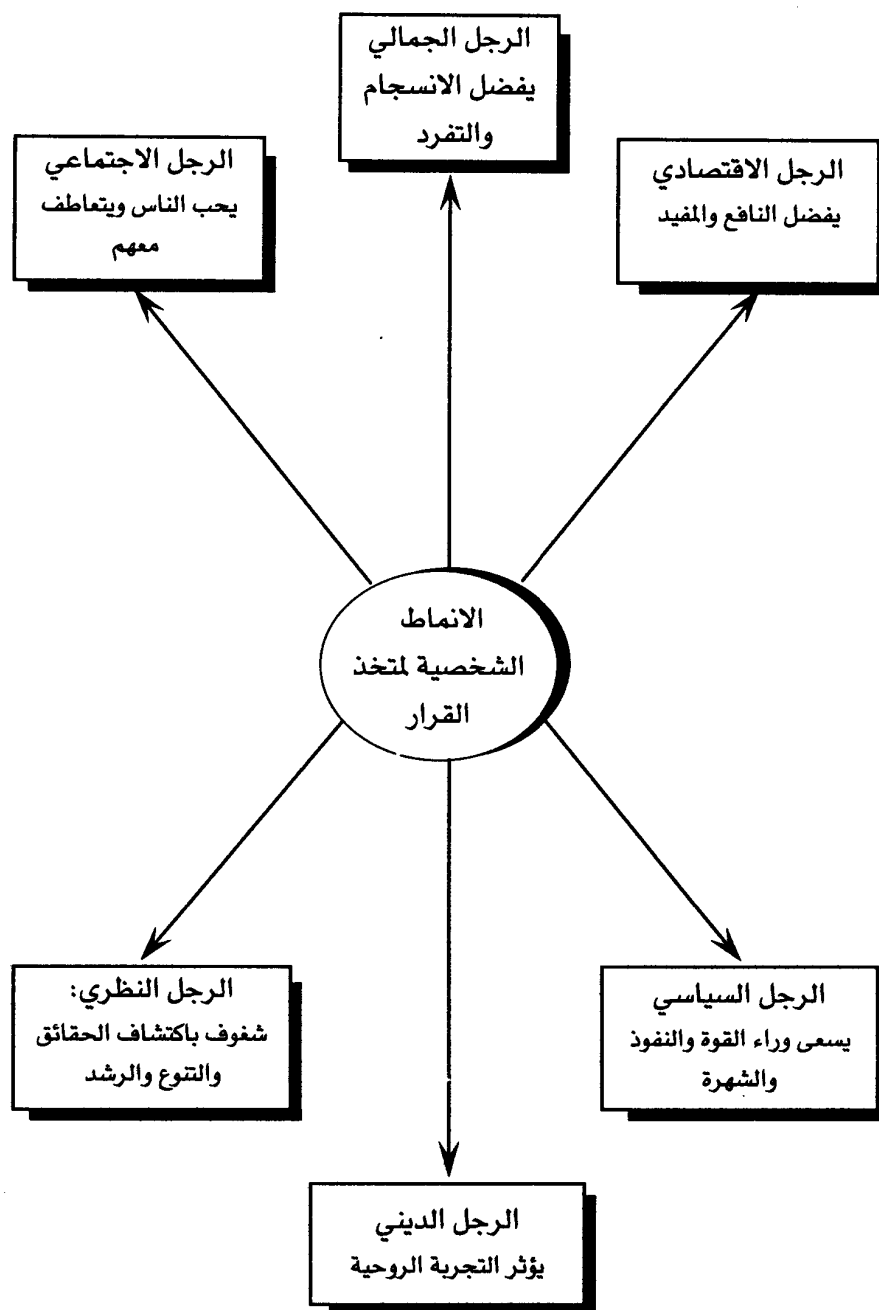 الرجل الجمالي
يفضل الانسجام
والتفرد
الرجل الاقتصادي
يفضل النافع والمفيد
الرجل الاجتماعي
يحب الناس ويتعاطف
معهم
الانماط
الشخصية لمتخذ
القرار
الرجل السياسي
يسعى وراء القوة والنفوذ
والشهرة
الرجل النظري:
شغوف باكتشاف الحقائق
والتنوع والرشد
الرجل الديني
يؤثر التجربة الروحية